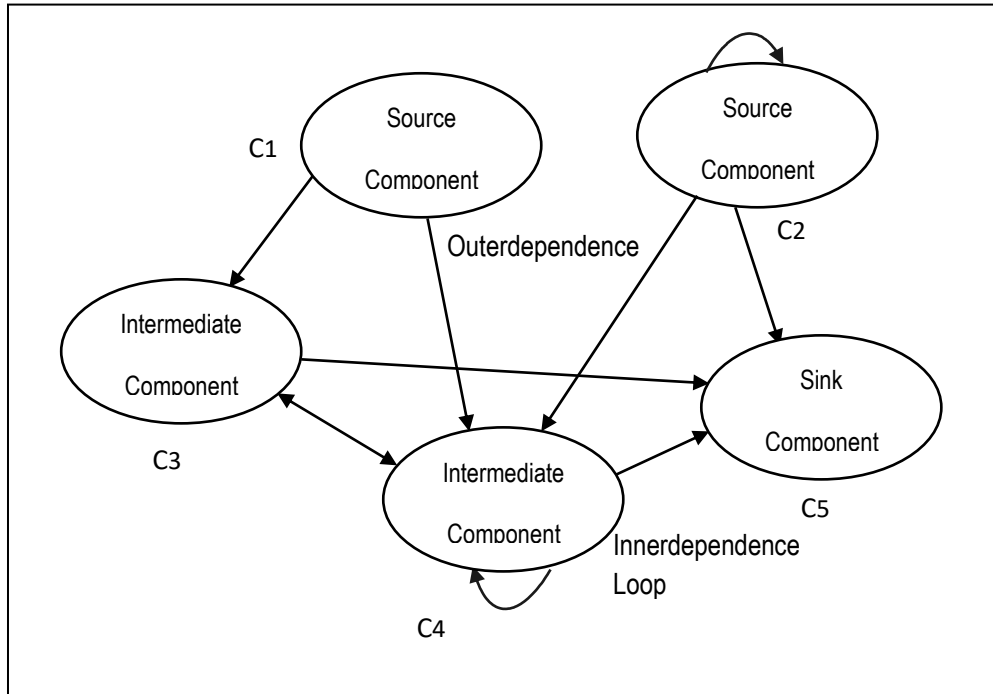 Source
Component
C1
Source
Component
C2
Outerdependence
Intermediate
Component
C3
Sink
Component
C5
Intermediate
Component
Innerdependence
Loop
C4